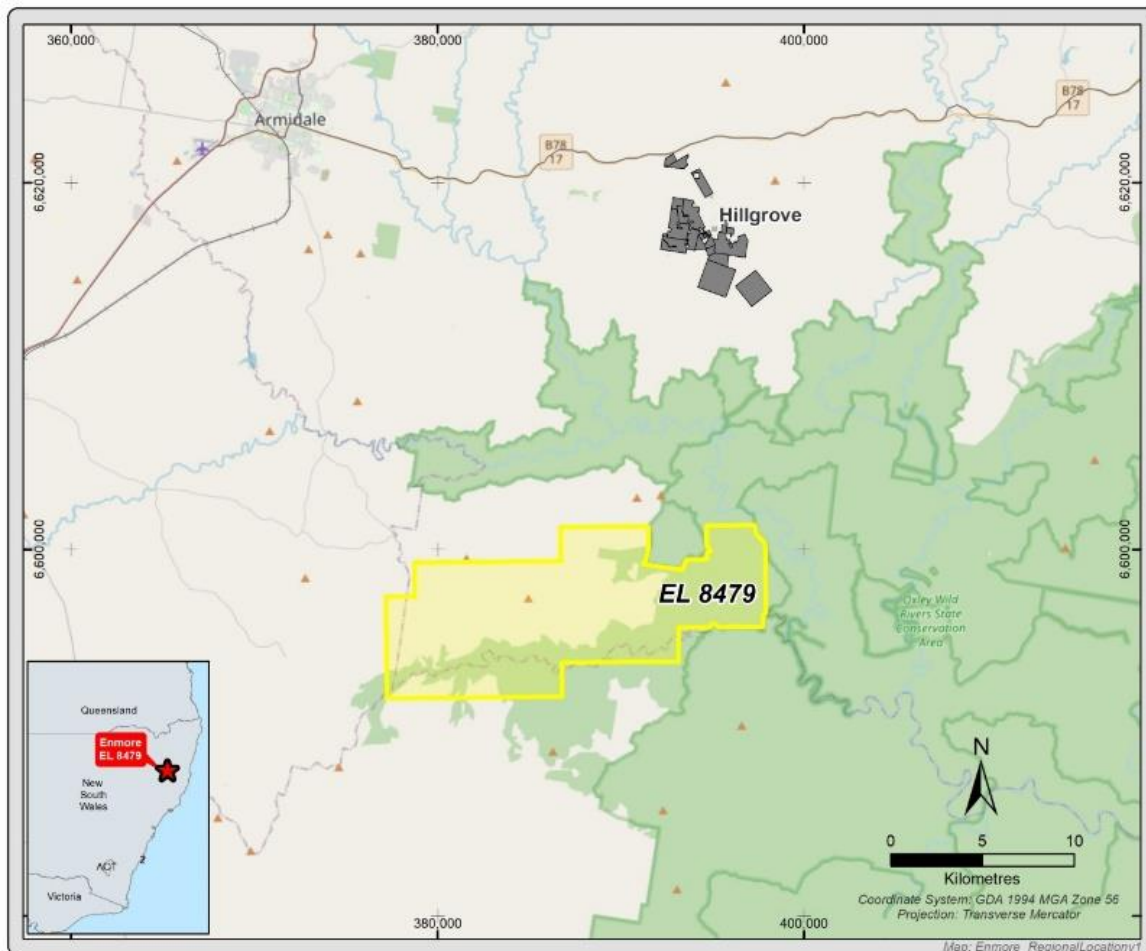 360,000
380,000
400,000
B78
17
Armidale
B78
17
6,620,000
6,620,000
Hillgrove
6,600,000
6,600,000
EL 8479
Oxley Wild
Rivers State
Conservation
Area
Queensland
Enmore
EL 8479
New
South
Wales
Victoria
N
0 5 10
Kilometres
Coordinate System: GDA 1994 MGA Zone 56
Projection: Transverse Mercator
380,000
400,000
Map: Enmore_RegionalLocation